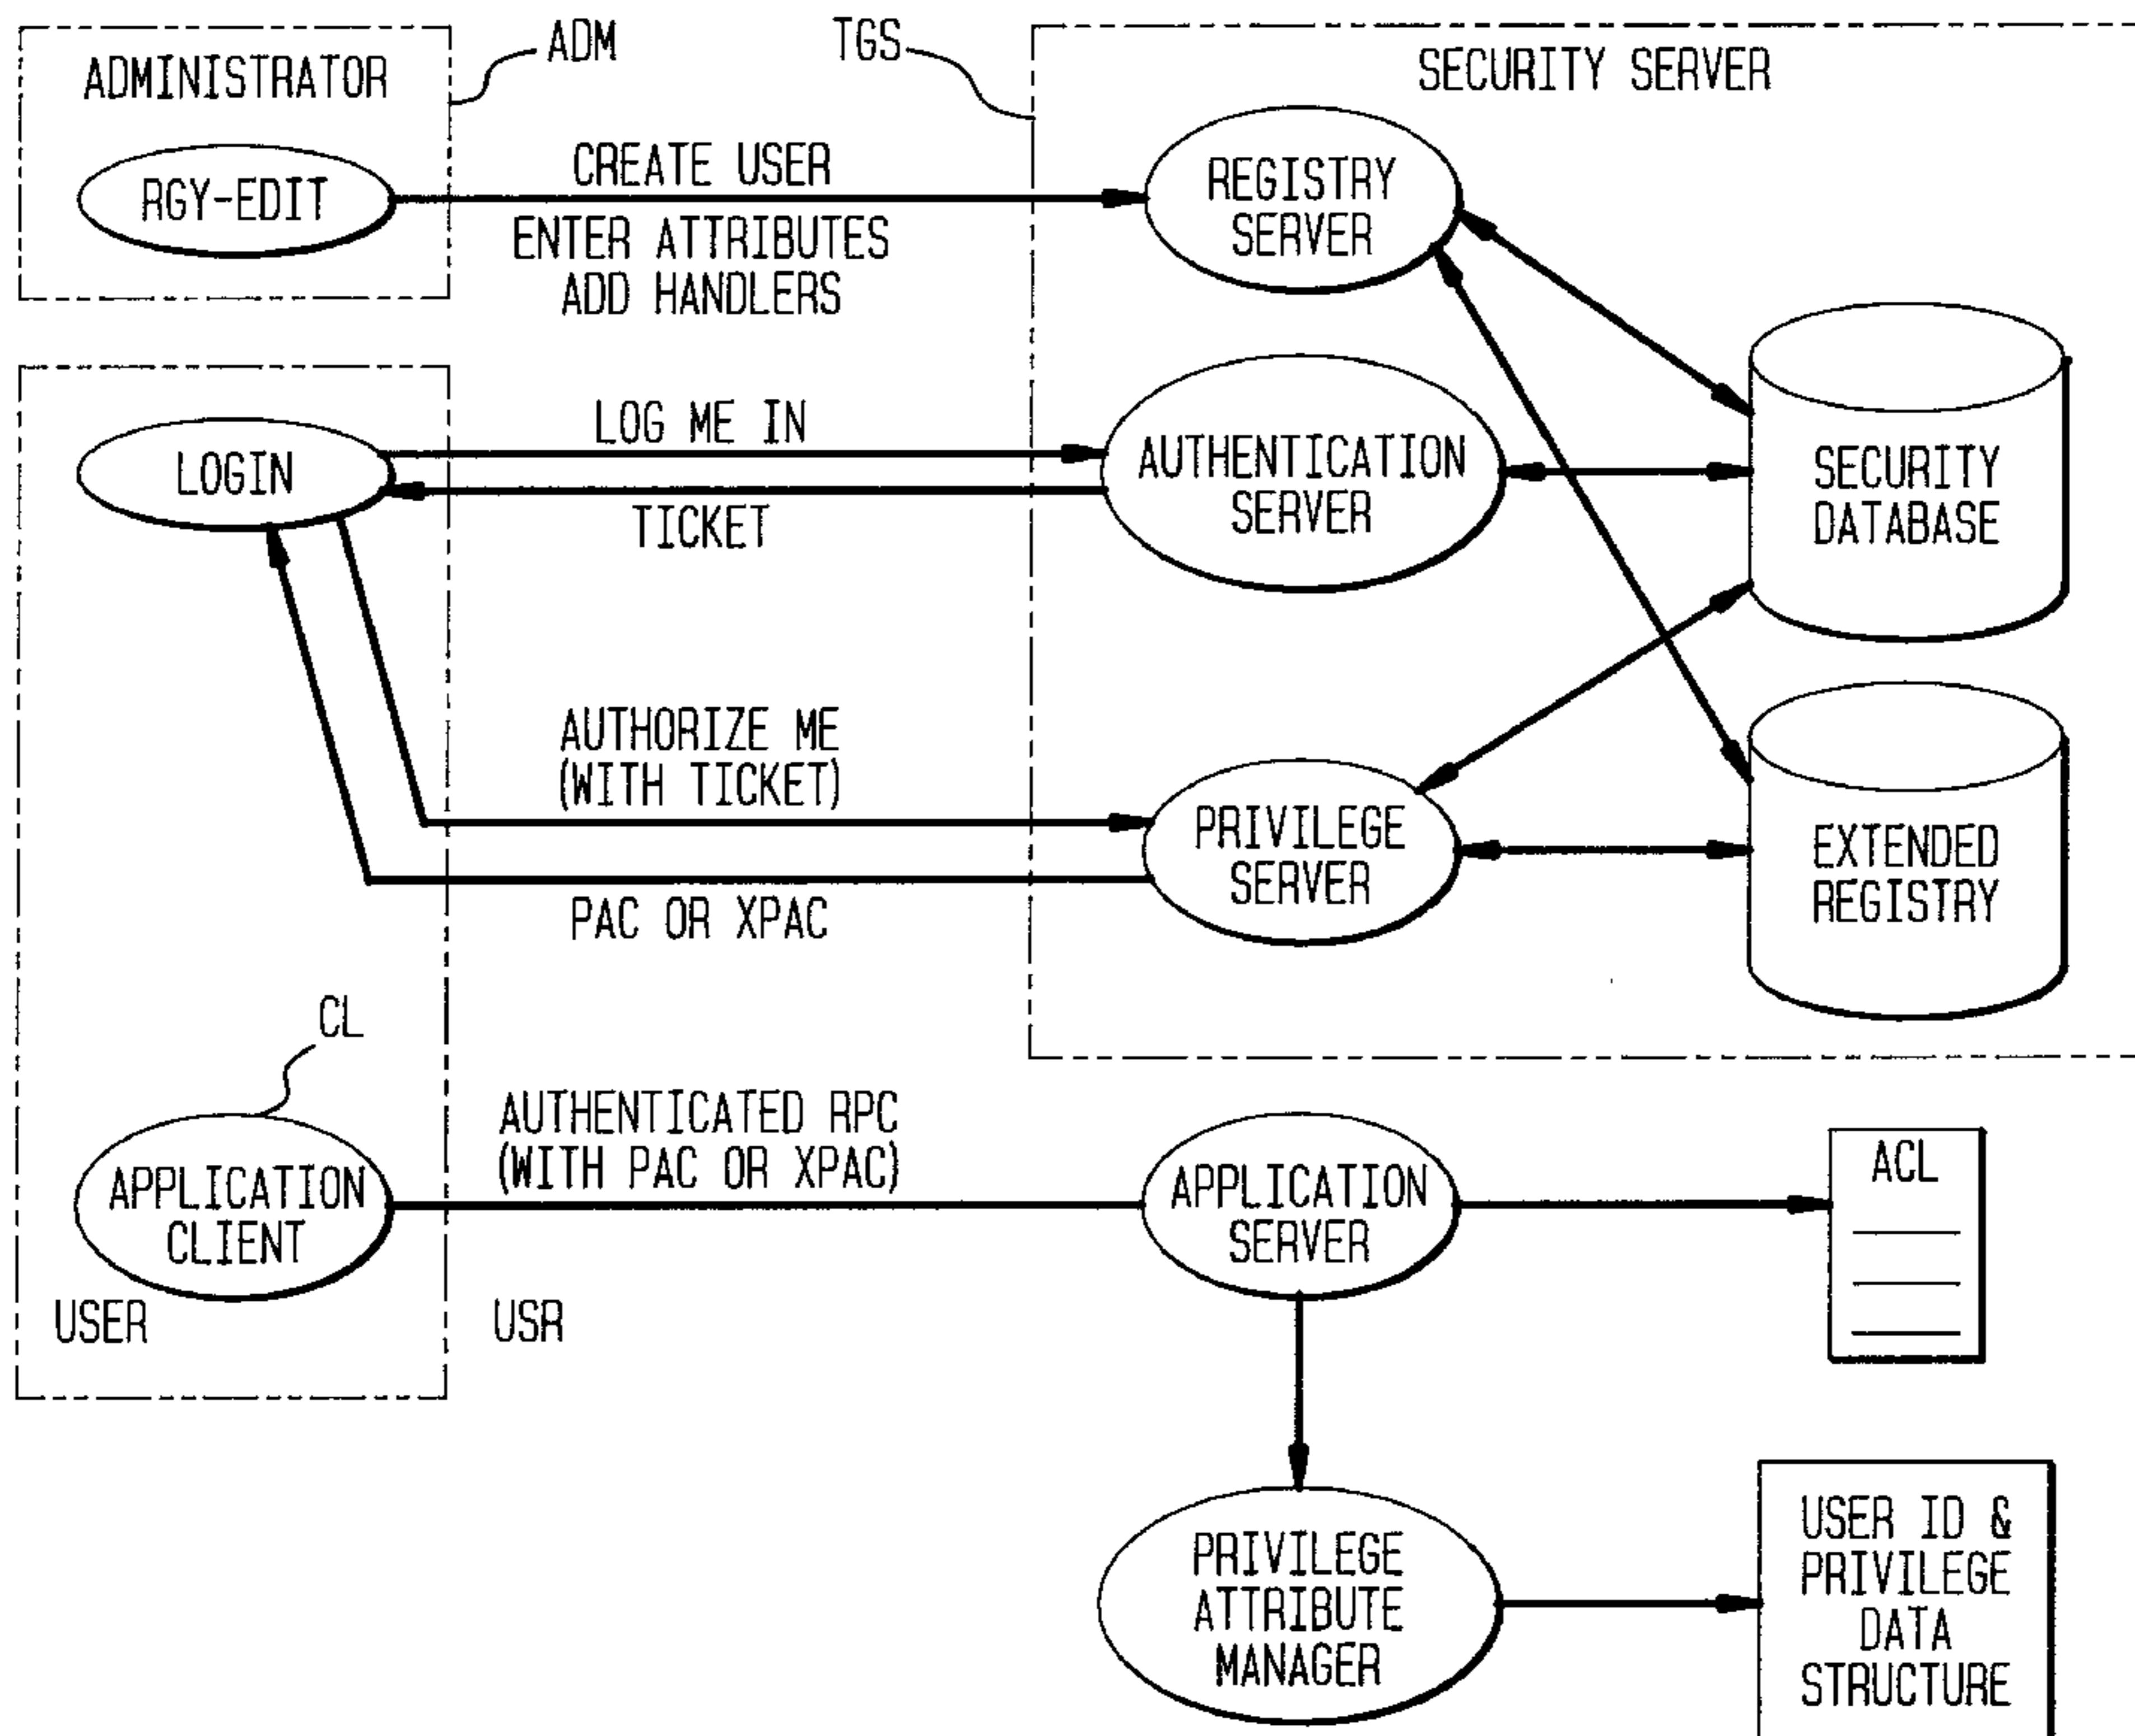 ADM
TGS
ADMINISTRATOR
SECURITY SERVER
RGY-EDIT
CREATE USER
ENTER ATTRIBUTES
ADD HANDLERS
REGISTRY
SERVER
LOGIN
LOG ME IN
TICKET
AUTHENTICATION
SERVER
SECURITY
DATABASE
AUTHORIZE ME
(WITH TICKET)
PAC OR XPAC
PRIVILEGE
SERVER
EXTENDED
REGISTRY
CL
APPLICATION
CLIENT
USER
USR
AUTHENTICATED RPC
(WITH PAC OR XPAC)
APPLICATION
SERVER
ACL
PRIVILEGE
ATTRIBUTE
MANAGER
USER ID &
PRIVILEGE
DATA
STRUCTURE